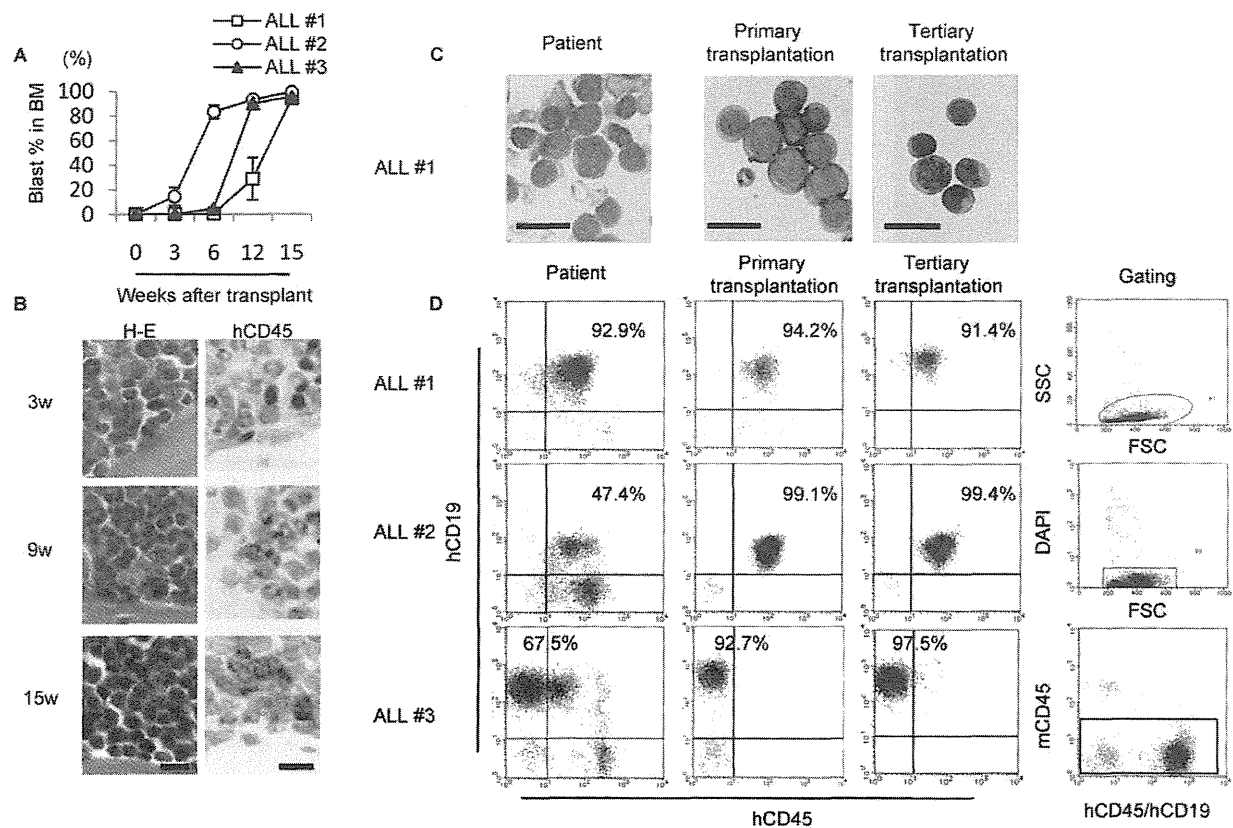 A
(%)
ALL #1
ALL #2
ALL #3
Blast % in BM
100
80
60
40
20
0
0 3 6 12 15
Weeks after transplant
B
H-E
hCD45
3w
9w
15w
C
Patient
Primary
transplantation
Tertiary
transplantation
ALL #1
D
Patient
Primary
transplantation
Tertiary
transplantation
Gating
hCD19
ALL #1
92.9%
94.2%
91.4%
SSC
FSC
ALL #2
47.4%
99.1%
99.4%
DAPI
FSC
ALL #3
67.5%
92.7%
97.5%
mCD45
hCD45
hCD45/hCD19